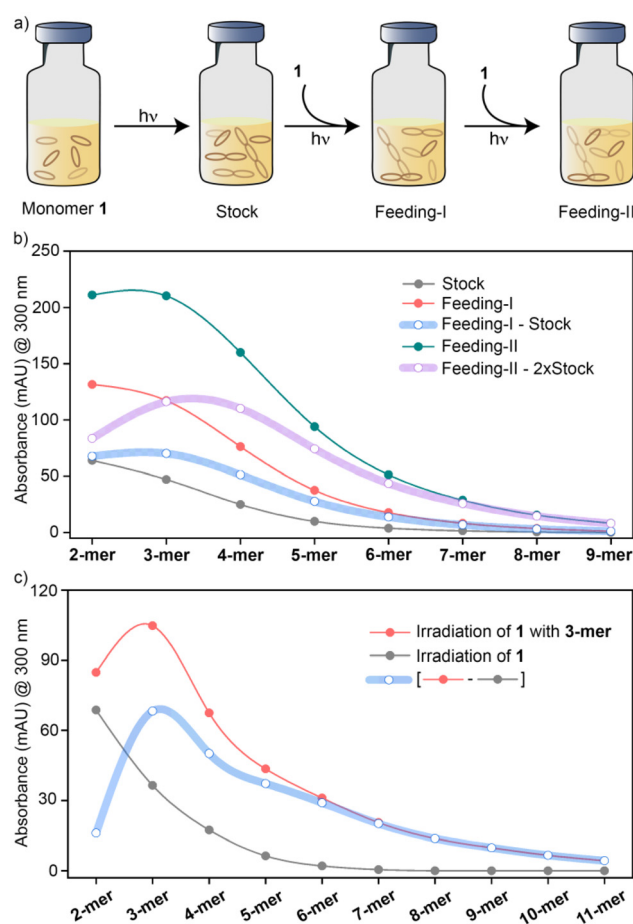 a)
1
1
hν
hν
hν
Monomer 1
Stock
Feeding-I
Feeding-II
b)
250
200
150
100
50
0
Absorbance (mAU) @ 300 nm
Stock
Feeding-I
Feeding-I - Stock
Feeding-II
Feeding-II - 2xStock
2-mer 3-mer 4-mer 5-mer 6-mer 7-mer 8-mer 9-mer
c)
120
90
60
30
0
Absorbance (mAU) @ 300 nm
Irradiation of 1 with 3-mer
Irradiation of 1
[ - ]
2-mer 3-mer 4-mer 5-mer 6-mer 7-mer 8-mer 9-mer 10-mer 11-mer